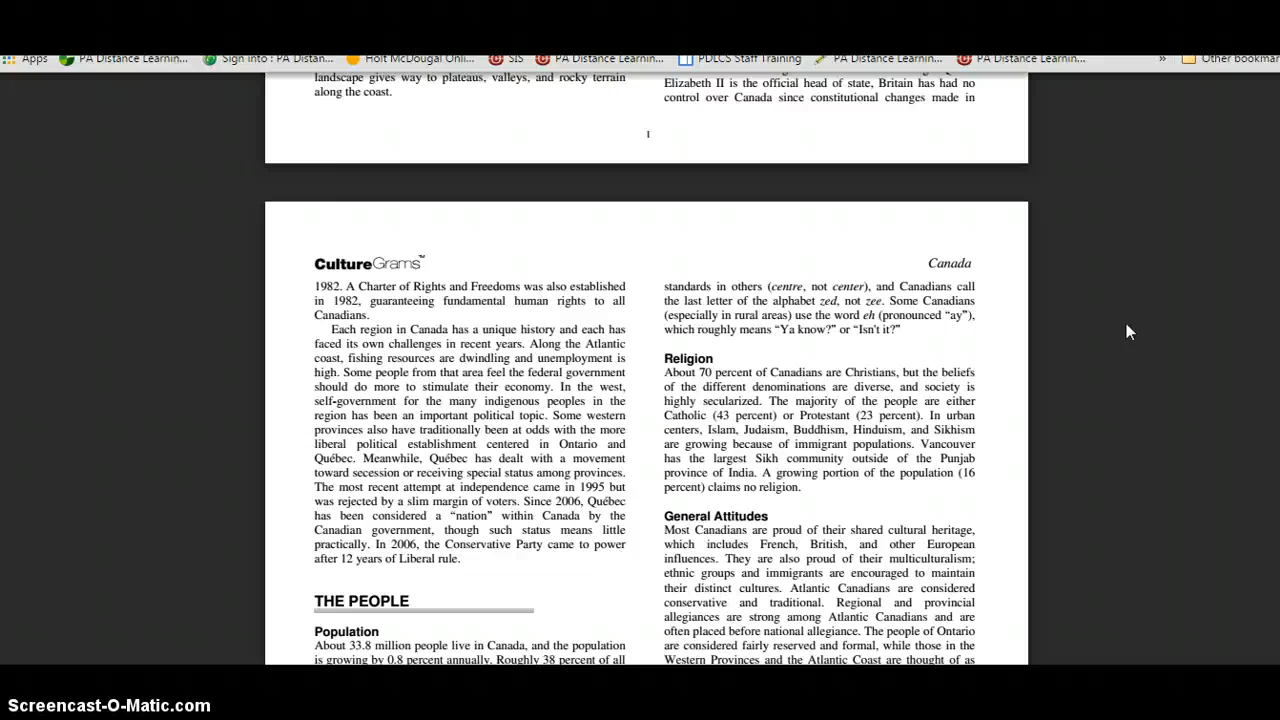 Apps PA Distance Learnin... Sign Into : PA Distan... Holt McDougal Onli... SIS PA Distance Learnin... PDLCS Staff Training PA Distance Learnin... PA Distance Learnin... » Other bookmar
landscape gives way to plateaus, valleys, and rocky terrain
along the coast.
Elizabeth II is the official head of state, Britain has had no
control over Canada since constitutional changes made in
1
CultureGrams™
Canada
1982. A Charter of Rights and Freedoms was also established
in 1982, guaranteeing fundamental human rights to all
Canadians.
Each region in Canada has a unique history and each has
faced its own challenges in recent years. Along the Atlantic
coast, fishing resources are dwindling and unemployment is
high. Some people from that area feel the federal government
should do more to stimulate their economy. In the west,
self-government for the many indigenous peoples in the
region has been an important political topic. Some western
provinces also have traditionally been at odds with the more
liberal political establishment centered in Ontario and
Québec. Meanwhile, Québec has dealt with a movement
toward secession or receiving special status among provinces.
The most recent attempt at independence came in 1995 but
was rejected by a slim margin of voters. Since 2006, Québec
has been considered a “nation” within Canada by the
Canadian government, though such status means little
practically. In 2006, the Conservative Party came to power
after 12 years of Liberal rule.
THE PEOPLE
Population
About 33.8 million people live in Canada, and the population
is growing by 0.8 percent annually. Roughly 38 percent of all
standards in others (centre, not center), and Canadians call
the last letter of the alphabet zed, not zee. Some Canadians
(especially in rural areas) use the word eh (pronounced “ay”),
which roughly means “Ya know?” or “Isn't it?”
Religion
About 70 percent of Canadians are Christians, but the beliefs
of the different denominations are diverse, and society is
highly secularized. The majority of the people are either
Catholic (43 percent) or Protestant (23 percent). In urban
centers, Islam, Judaism, Buddhism, Hinduism, and Sikhism
are growing because of immigrant populations. Vancouver
has the largest Sikh community outside of the Punjab
province of India. A growing portion of the population (16
percent) claims no religion.
General Attitudes
Most Canadians are proud of their shared cultural heritage,
which includes French, British, and other European
influences. They are also proud of their multiculturalism;
ethnic groups and immigrants are encouraged to maintain
their distinct cultures. Atlantic Canadians are considered
conservative and traditional. Regional and provincial
allegiances are strong among Atlantic Canadians and are
often placed before national allegiance. The people of Ontario
are considered fairly reserved and formal, while those in the
Western Provinces and the Atlantic Coast are thought of as
Screencast-O-Matic.com